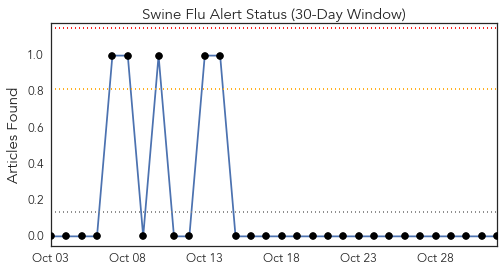 Swine Flu Alert Status (30-Day Window)
Articles Found
1.0
0.8
0.6
0.4
0.2
0.0
Oct 03 Oct 08 Oct 13 Oct 18 Oct 23 Oct 28